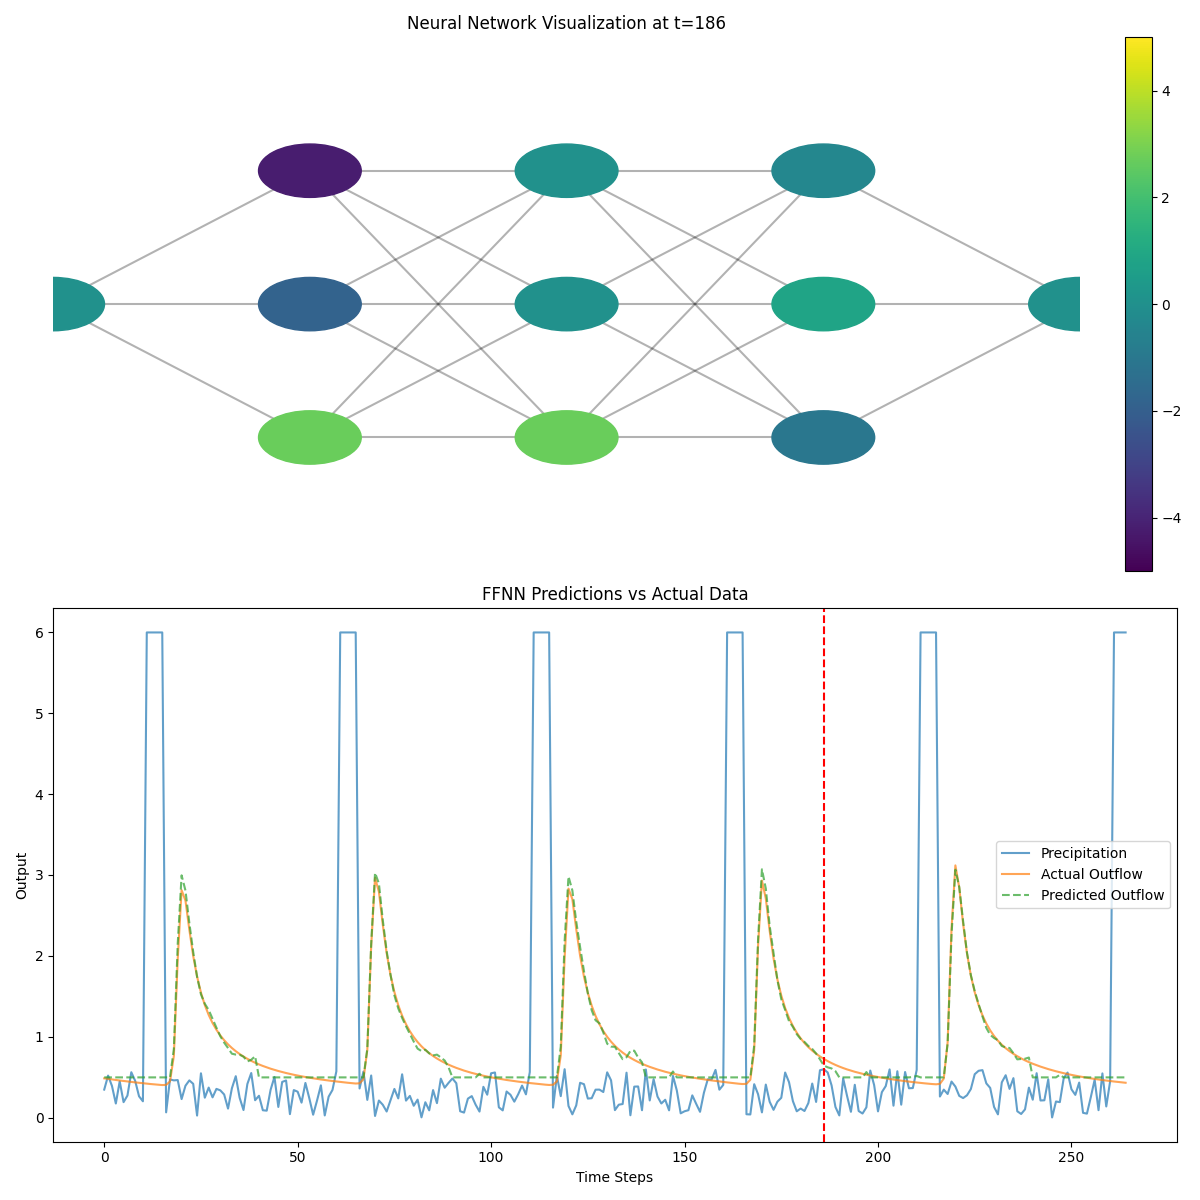 Neural Network Visualization at t=186
4
2
0
−2
−4
FFNN Predictions vs Actual Data
6
5
4
3
2
1
0
Output
Precipitation
Actual Outflow
Predicted Outflow
0 50 100 150 200 250
Time Steps